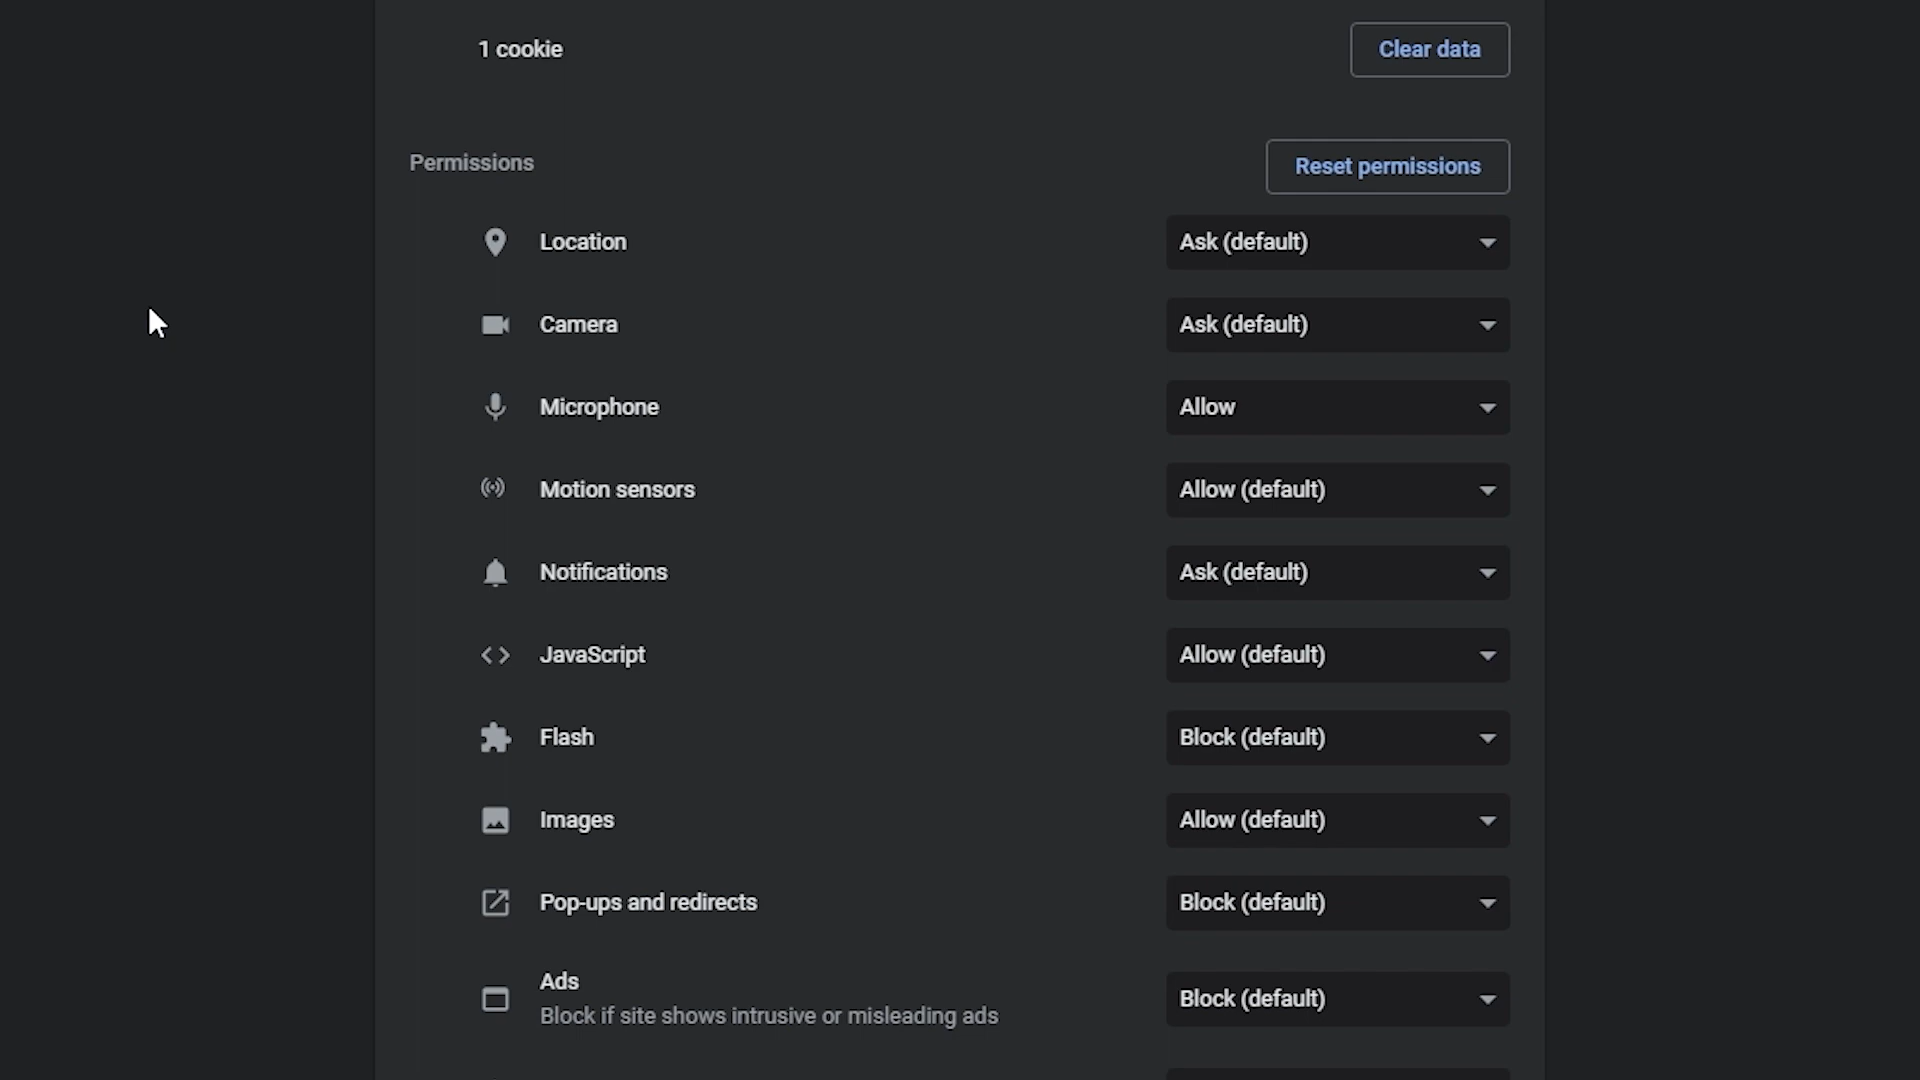 1 cookie
Clear data
Permissions
Reset permissions
Location
Ask (default)
Camera
Ask (default)
Microphone
Allow
Motion sensors
Allow (default)
Notifications
Ask (default)
JavaScript
Allow (default)
Flash
Block (default)
Images
Allow (default)
Pop-ups and redirects
Block (default)
Ads
Block if site shows intrusive or misleading ads
Block (default)